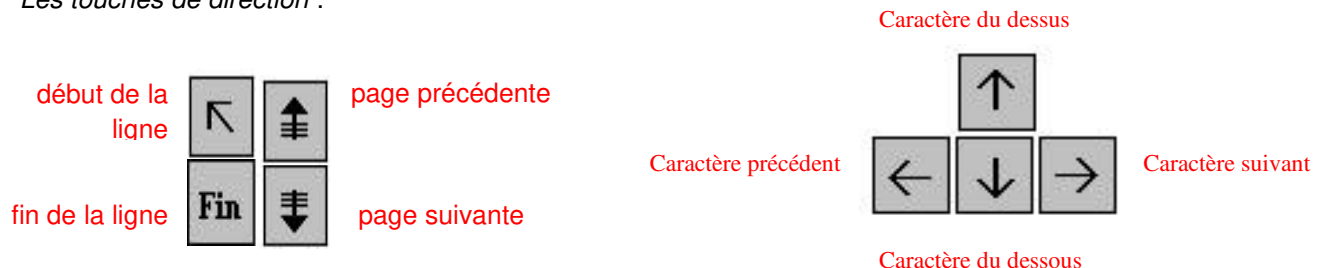 Les touches de direction :
Caractère du dessus
début de la
ligne
page précédente
Caractère précédent
Caractère suivant
fin de la ligne
Fin
page suivante
Caractère du dessous